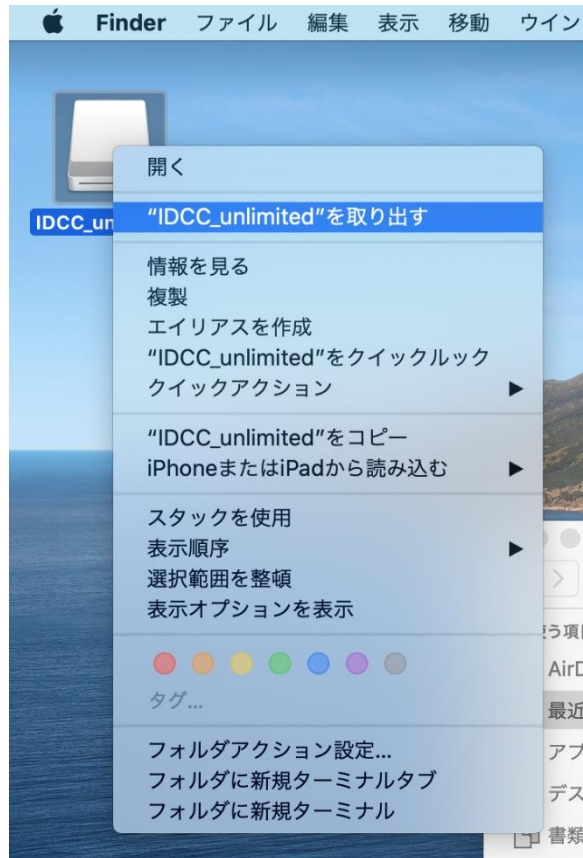 Finder ファイル 編集 表示 移動 ウイン
開く
IDCC_un
“IDCC_unlimited”を取り出す
情報を見る
複製
エイリアスを作成
“IDCC_unlimited”をクイックルック
クイックアクション
“IDCC_unlimited”をコピー
iPhoneまたはiPadから読み込む
スタックを使用
表示順序
選択範囲を整頓
表示オプションを表示
タグ...
フォルダアクション設定...
フォルダに新規ターミナルタブ
フォルダに新規ターミナル
う項
AirD
最近
アプ
デス
書類